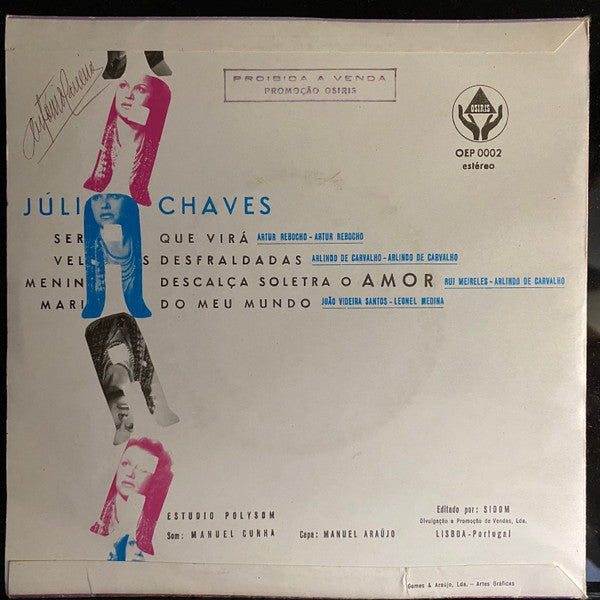 PROIBIDA A VENDA
PROMOÇÃO OSIRIS
OSIRIS
OEP 0002
estéreo
JÚLI A CHAVES
SER A QUE VIRÁ ARTUR REBOCHO - ARTUR REBOCHO
VEL A S DESFRALDADAS ARLINDO DE CARVALHO - ARLINDO DE CARVALHO
MENIN A DESCALÇA SOLETRA O AMOR RUI MEIRELES - ARLINDO DE CARVALHO
MARI A DO MEU MUNDO JOÃO VIDEIRA SANTOS - LEONEL MEDINA
ESTUDIO POLYSOM
Som: MANUEL CUNHA Capa: MANUEL ARAÚJO
Editado por: SIDOM
Divulgação e Promoção de Vendas, Lda.
LISBOA - Portugal
Gomes & Araújo, Lda. - Artes Gráficas